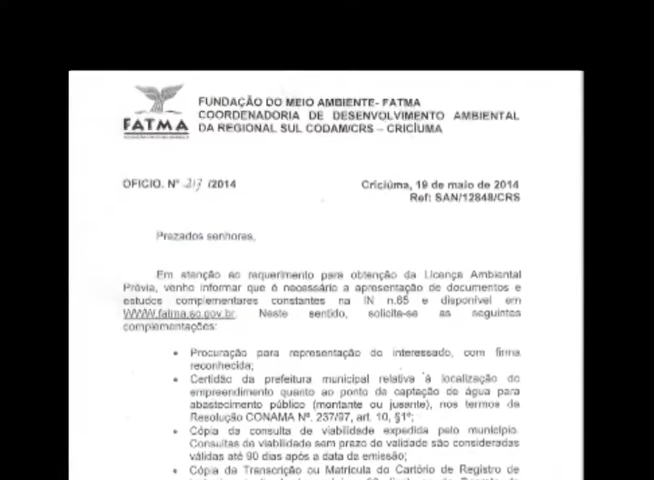 FATMA
FUNDAÇÃO DO MEIO AMBIENTE- FATMA
COORDENADORIA DE DESENVOLVIMENTO AMBIENTAL
DA REGIONAL SUL CODAM/CRS – CRICÍUMA
OFICIO. Nº 217 /2014
Criciúma, 19 de maio de 2014
Ref: SAN/12848/CRS
Prezados senhores,
Em atenção ao requerimento para obtenção da Licença Ambiental
Prévia, venho informar que é necessário a apresentação de documentos e
estudos complementares constantes na IN n.65 e disponível em
WWW.fatma.sc.gov.br. Neste sentido, solicita-se as seguintes
complementações:
• Procuração para representação do interessado, com firma
reconhecida;
• Certidão da prefeitura municipal relativa à localização do
empreendimento quanto ao ponto de captação de água para
abastecimento público (montante ou jusante), nos termos da
Resolução CONAMA Nº. 237/97, art. 10, §1º;
• Cópia da consulta de viabilidade expedida pelo município.
Consultas de viabilidade sem prazo de validade são consideradas
válidas até 90 dias após a data da emissão;
• Cópia da Transcrição ou Matrícula do Cartório de Registro de